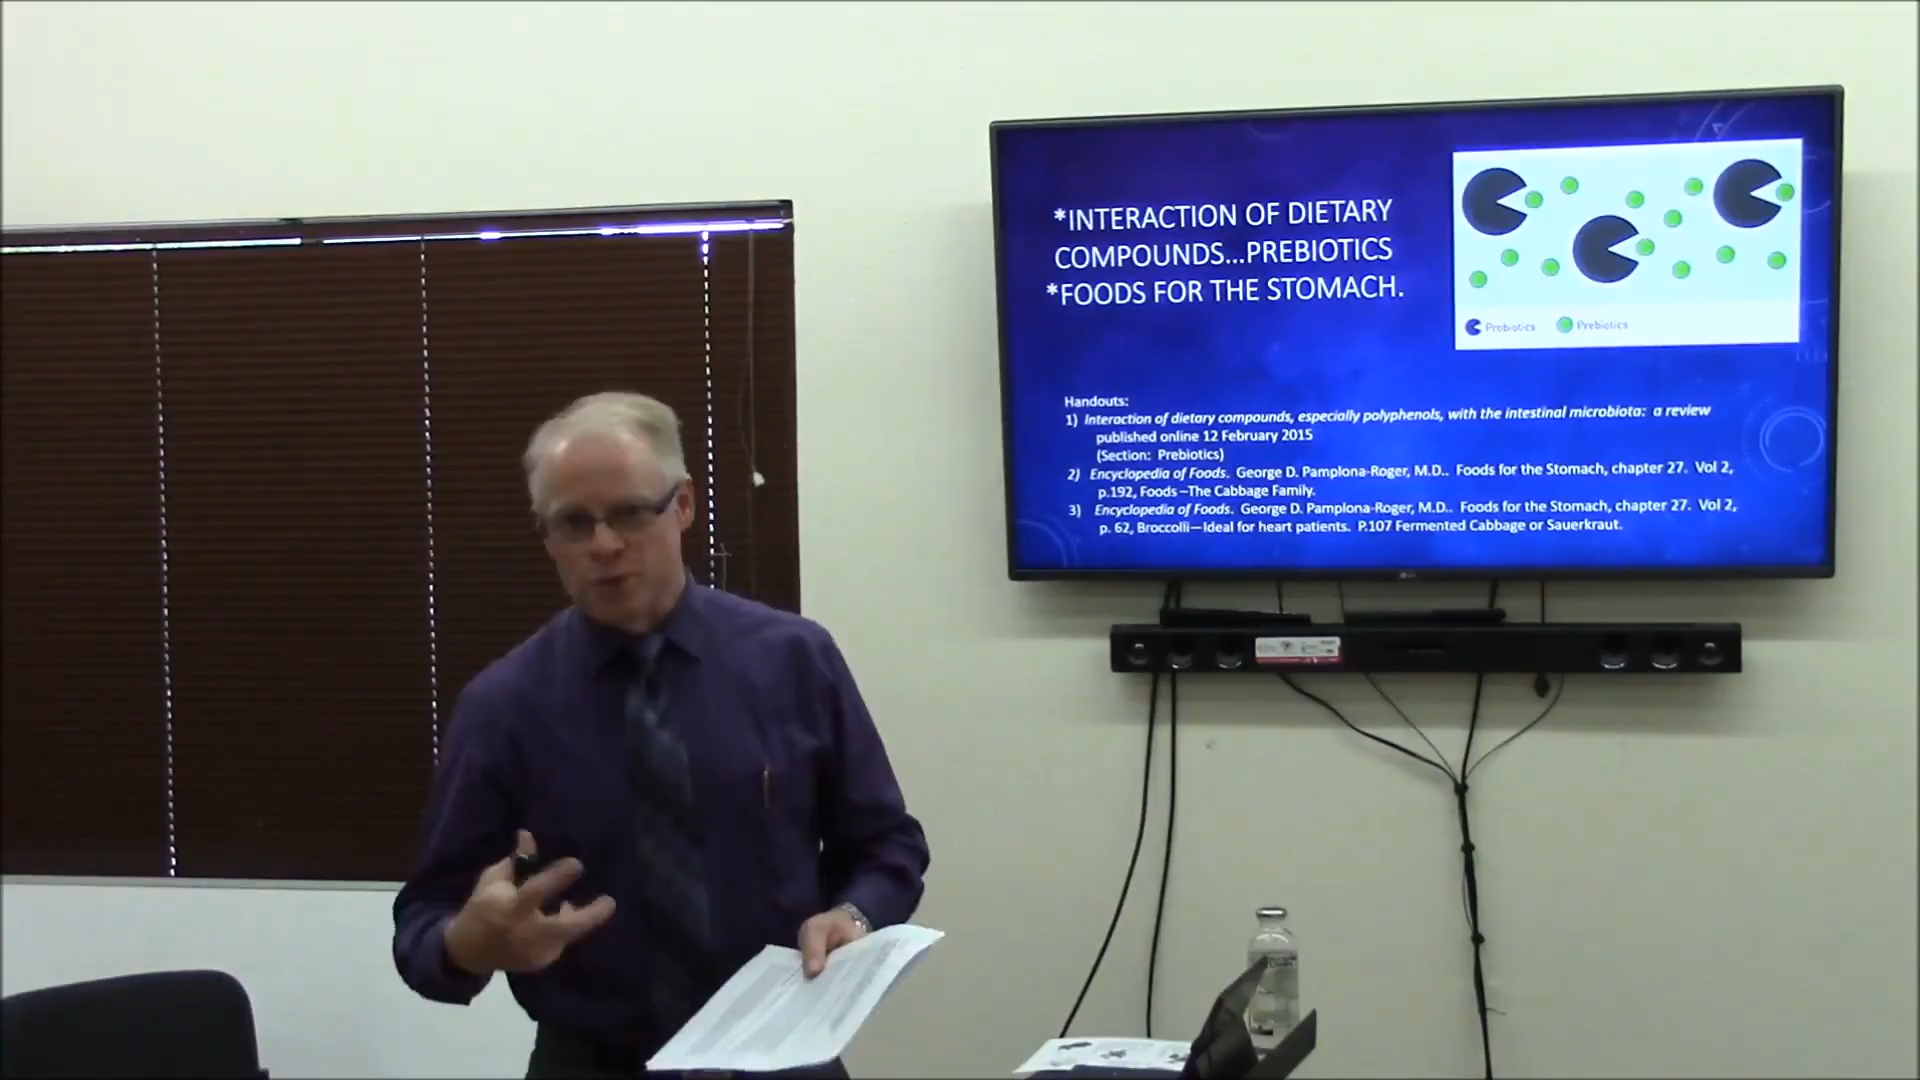 *INTERACTION OF DIETARY
COMPOUNDS...PREBIOTICS
*FOODS FOR THE STOMACH.
Probiotics Prebiotics
Handouts:
1) Interaction of dietary compounds, especially polyphenols, with the intestinal microbiota: a review
published online 12 February 2015
(Section: Prebiotics)
2) Encyclopedia of Foods. George D. Pamplona-Roger, M.D.. Foods for the Stomach, chapter 27. Vol 2,
p.192, Foods –The Cabbage Family.
3) Encyclopedia of Foods. George D. Pamplona-Roger, M.D.. Foods for the Stomach, chapter 27. Vol 2,
p. 62, Broccolli—Ideal for heart patients. P.107 Fermented Cabbage or Sauerkraut.
LG